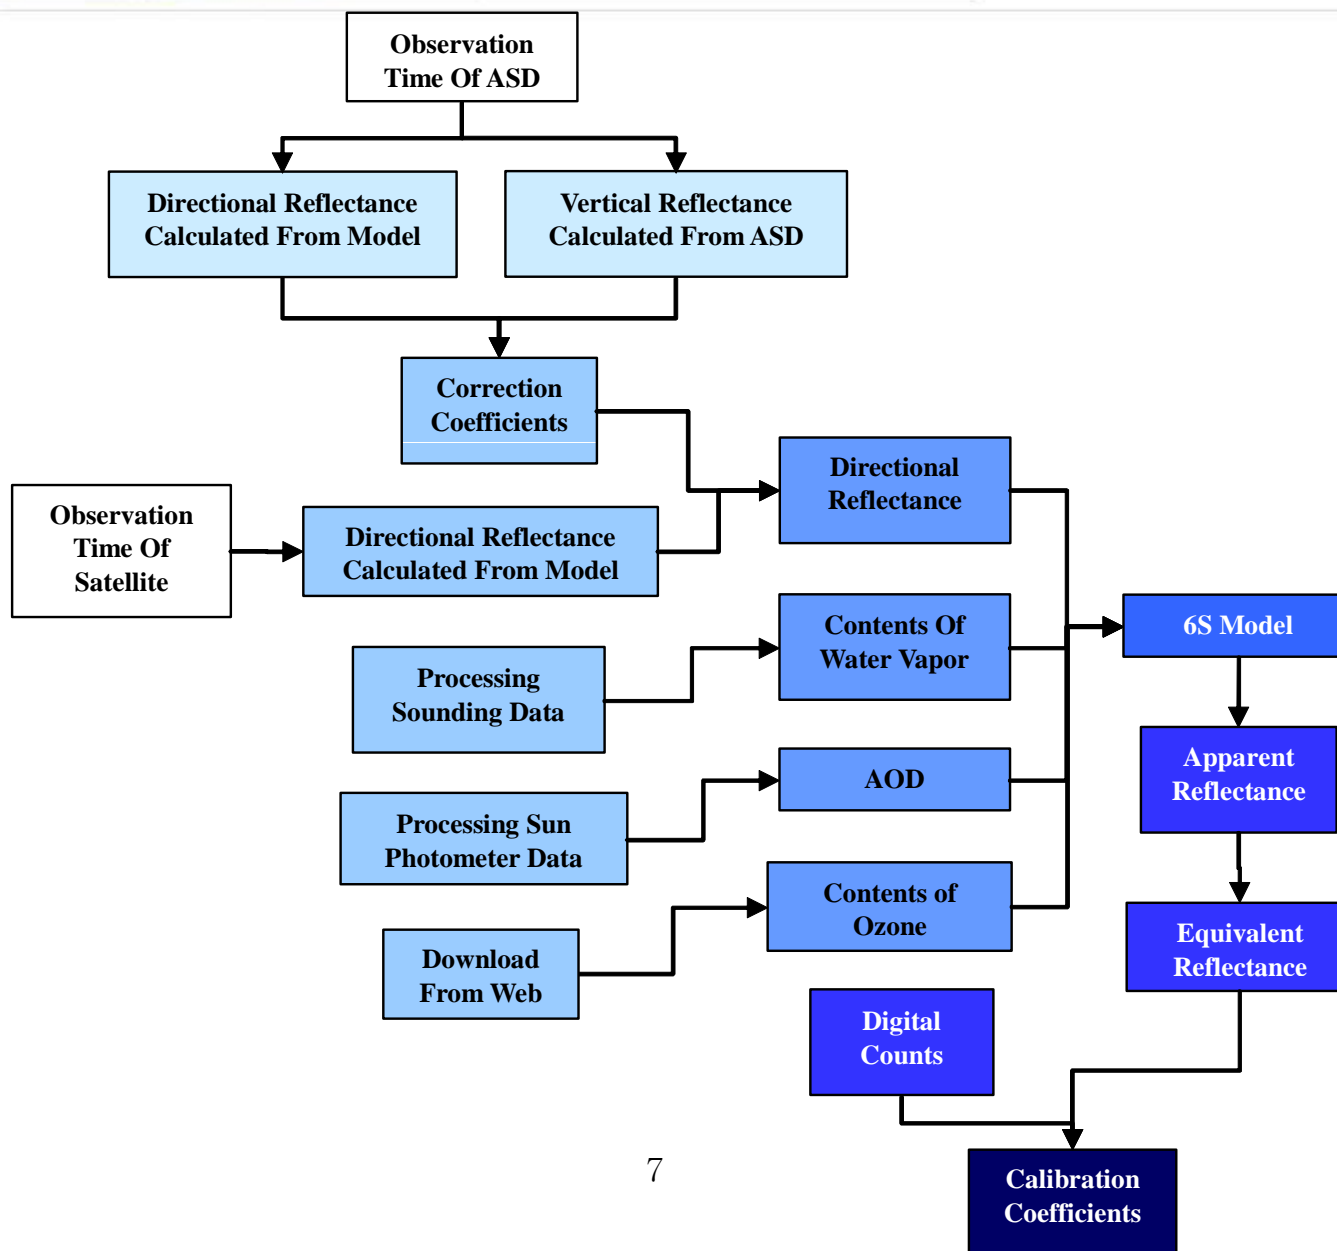 Observation
Time Of ASD
Directional Reflectance
Calculated From Model
Vertical Reflectance
Calculated From ASD
Correction
Coefficients
Directional
Reflectance
Observation
Time Of
Satellite
Directional Reflectance
Calculated From Model
Contents Of
Water Vapor
6S Model
Processing
Sounding Data
AOD
Apparent
Reflectance
Processing Sun
Photometer Data
Contents of
Ozone
Equivalent
Reflectance
Download
From Web
Digital
Counts
7
Calibration
Coefficients